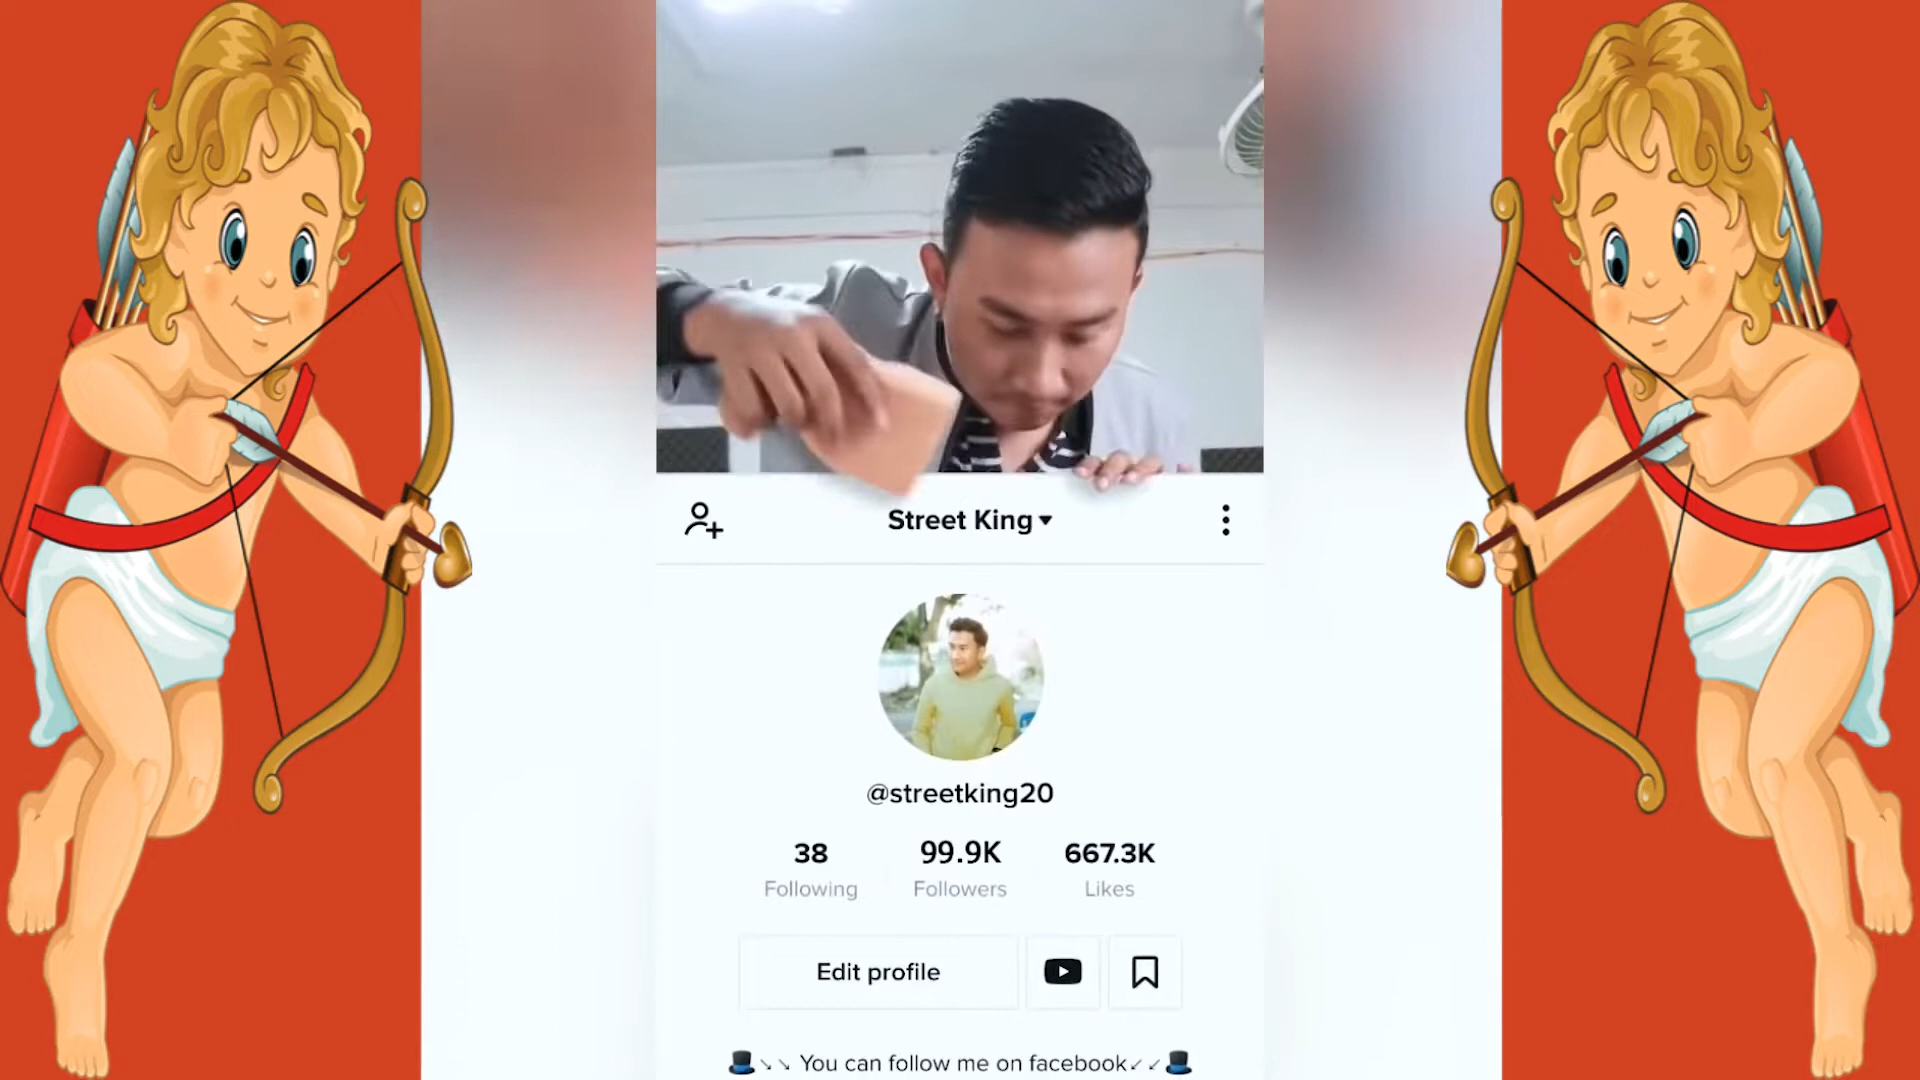 Street King
@streetking20
38 99.9K 667.3K
Following Followers Likes
Edit profile
You can follow me on facebook